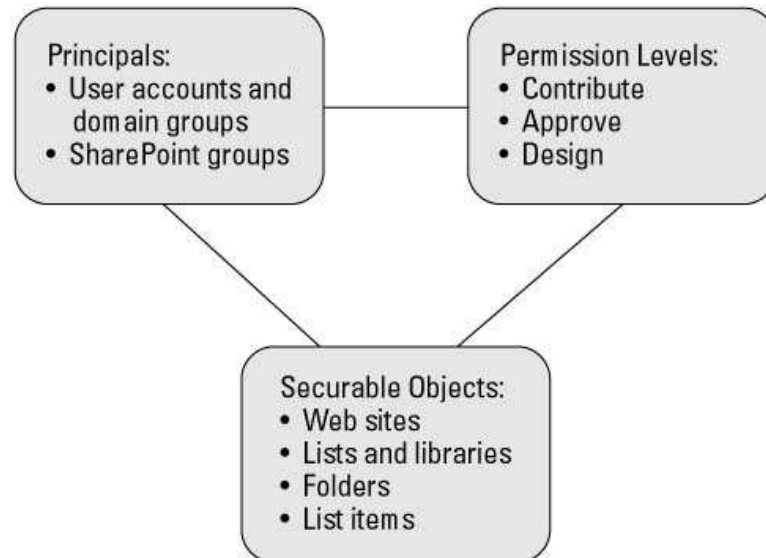 Principals:
• User accounts and
domain groups
• SharePoint groups
Permission Levels:
• Contribute
• Approve
• Design
Securable Objects:
• Web sites
• Lists and libraries
• Folders
• List items